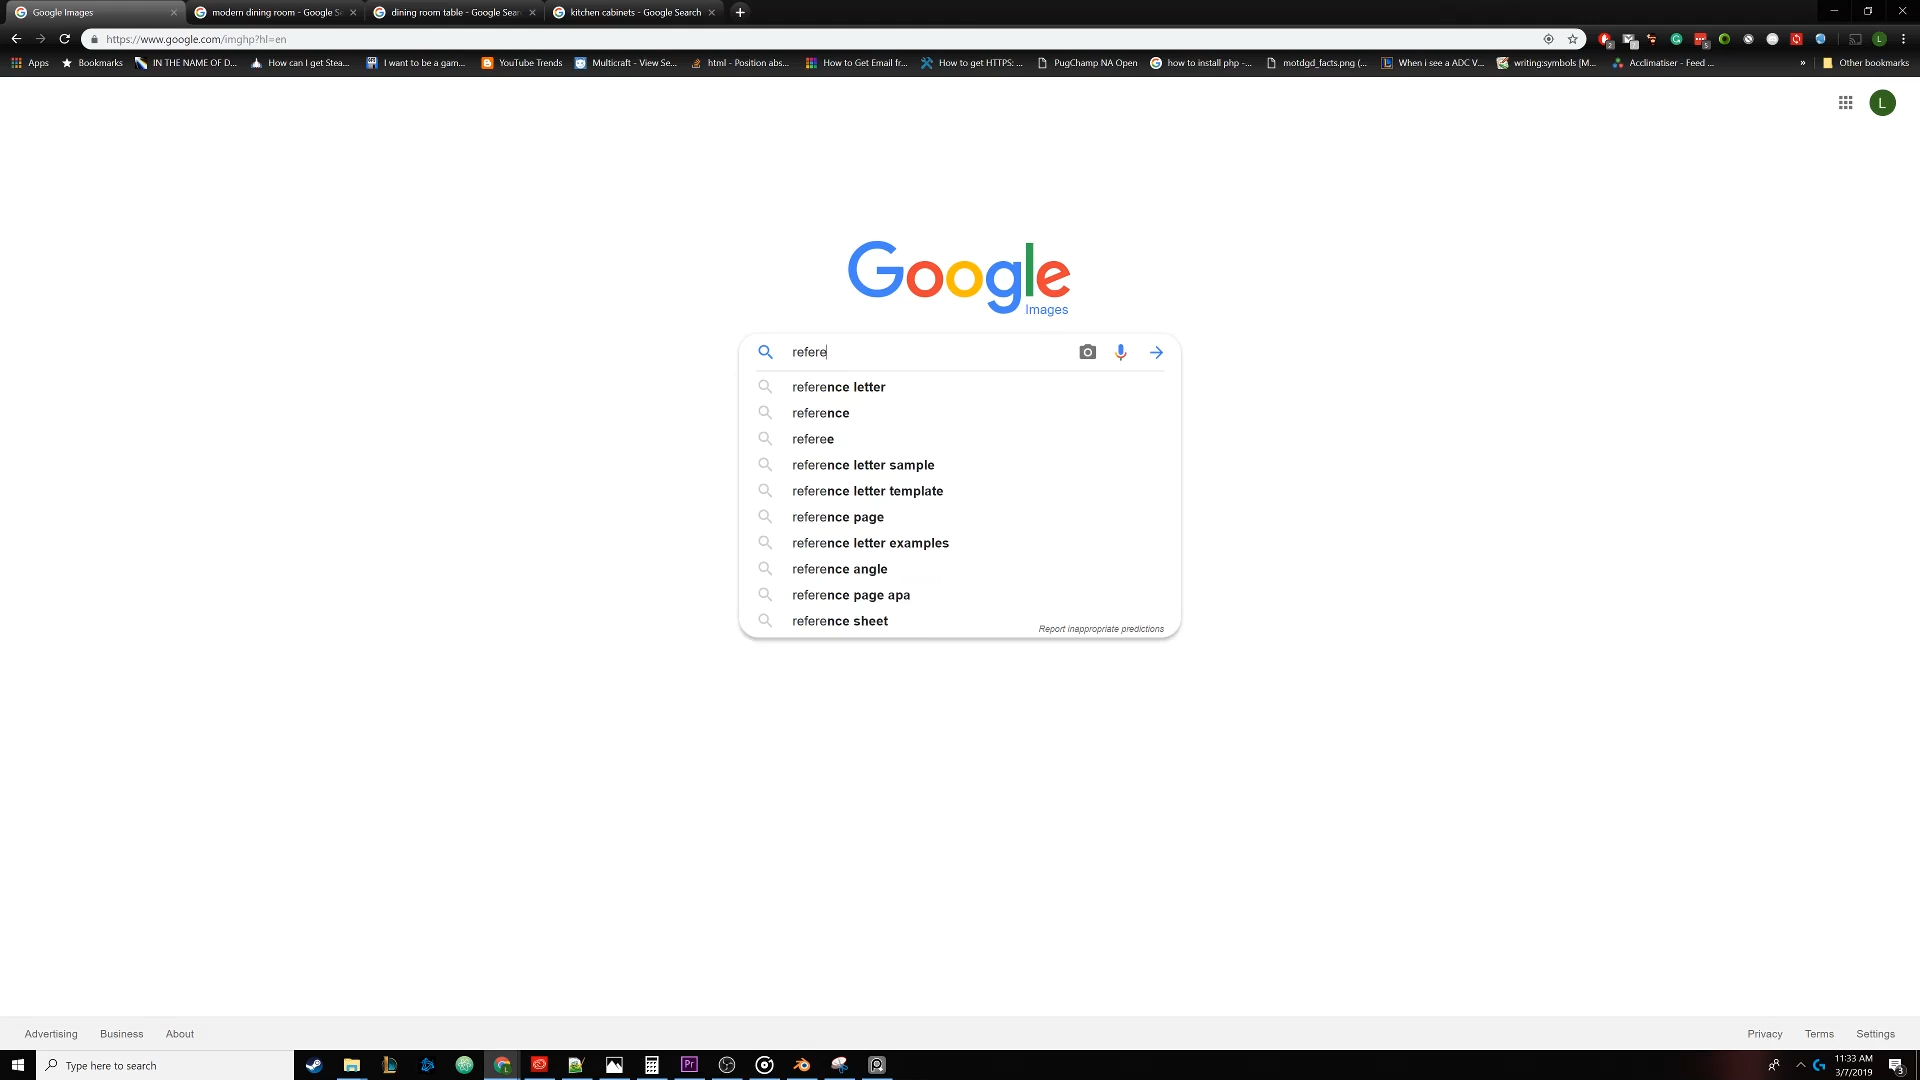 Google Images
modern dining room - Google Se
dining room table - Google Sear
kitchen cabinets - Google Search
https://www.google.com/imghp?hl=en
Apps
Bookmarks
IN THE NAME OF D...
How can I get Stea...
I want to be a gam...
YouTube Trends
Multicraft - View Se...
html - Position abs...
How to Get Email fr...
How to get HTTPS: ...
PugChamp NA Open
how to install php -...
motdgd_facts.png (...
When i see a ADC V...
writing:symbols [M...
Acclimatiser - Feed ...
»
Other bookmarks
L
Google
Images
refere
reference letter
reference
referee
reference letter sample
reference letter template
reference page
reference letter examples
reference angle
reference page apa
reference sheet
Report inappropriate predictions
Advertising
Business
About
Privacy
Terms
Settings
Type here to search
Pr
11:33 AM
3/7/2019
3